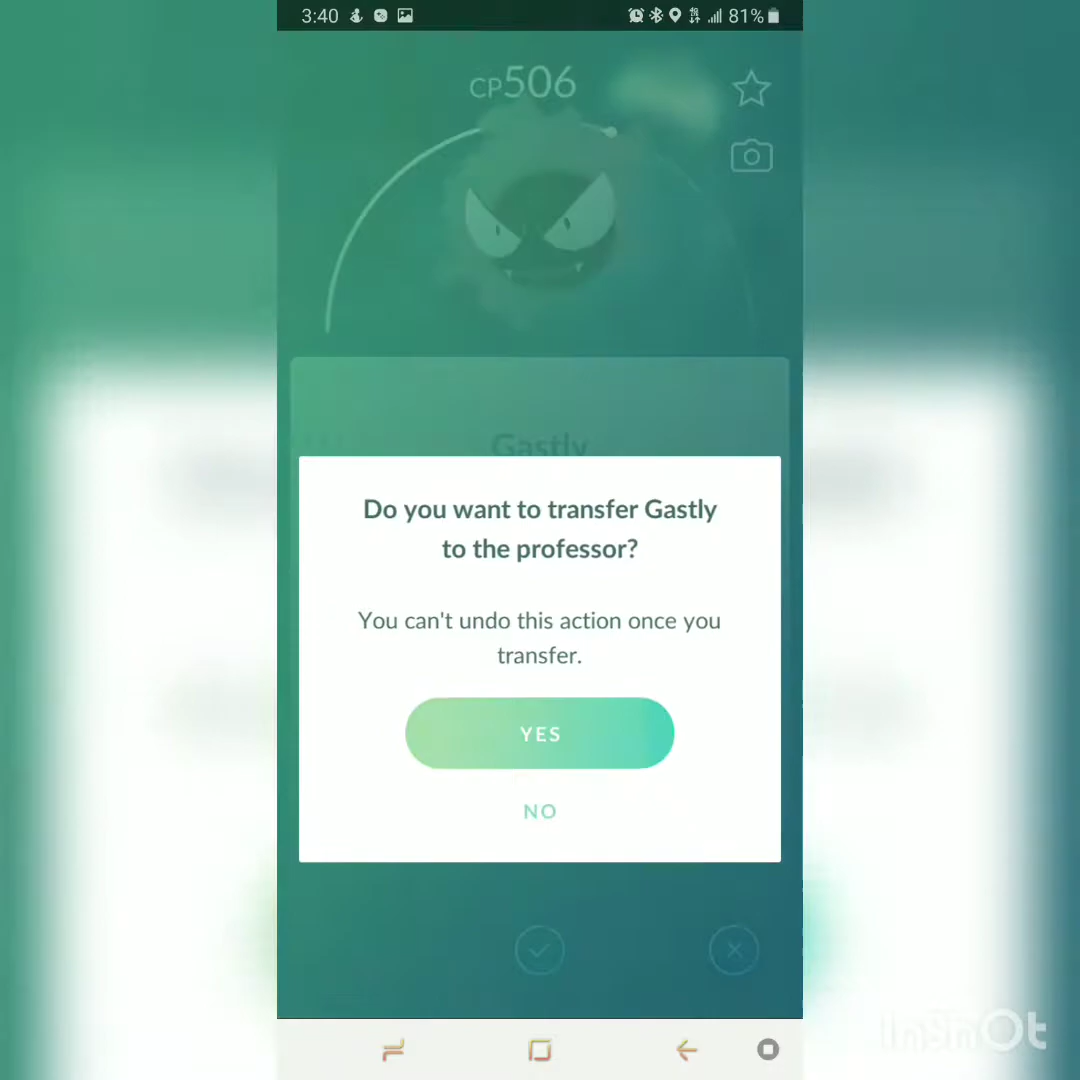 3:40 81%
CP506
Gastly
Do you want to transfer Gastly
to the professor?
You can't undo this action once you
transfer.
YES
NO
InShOt